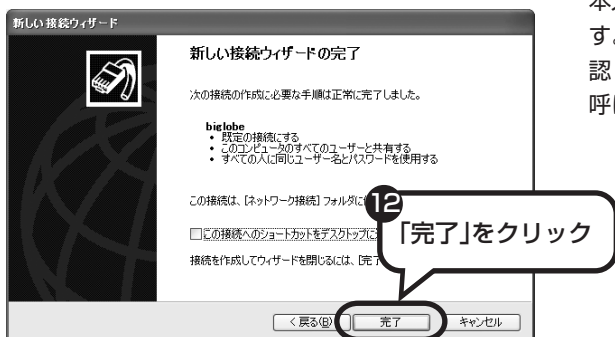 新しい接続ウィザード
新しい接続ウィザードの完了
次の接続の作成に必要な手順は正常に完了しました。
biglobe
• 既定の接続にする
• このコンピュータのすべてのユーザーと共有する
• すべての人に同じユーザー名とパスワードを使用する
この接続は、[ネットワーク接続] フォルダに
この接続へのショートカットをデスクトップに
接続を作成してウィザードを閉じるには、[完了
< 戻る(B)
完了
キャンセル
12
「完了」をクリック
す。
認